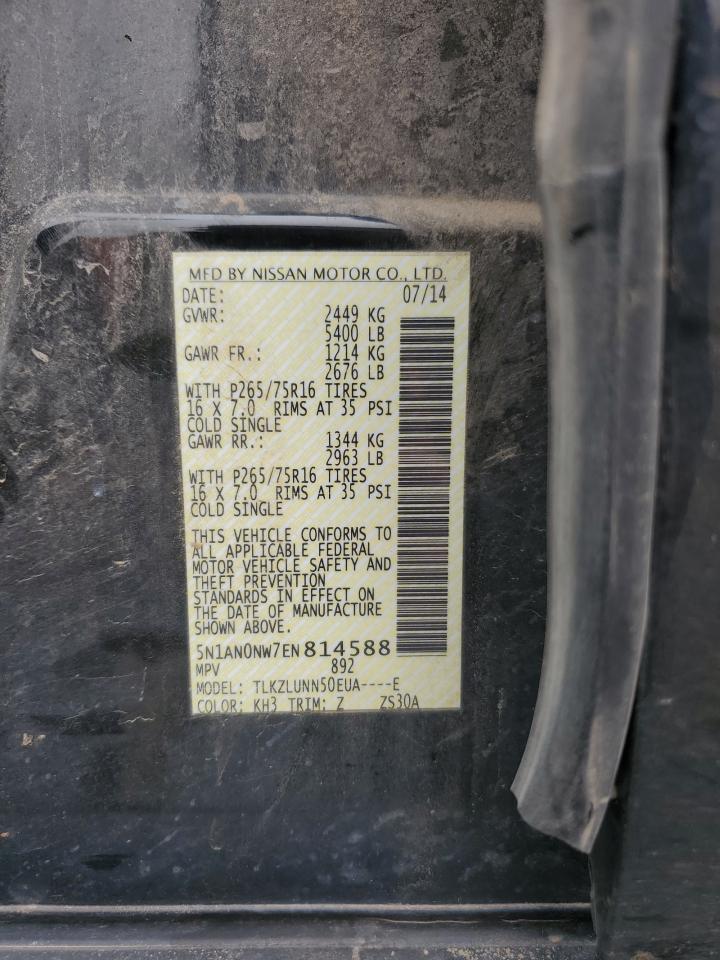 MFD BY NISSAN MOTOR CO., LTD.
DATE: 07/14
GVWR: 2449 KG
5400 LB
GAWR FR.: 1214 KG
2676 LB
WITH P265/75R16 TIRES
16 X 7.0 RIMS AT 35 PSI
COLD SINGLE
GAWR RR.: 1344 KG
2963 LB
WITH P265/75R16 TIRES
16 X 7.0 RIMS AT 35 PSI
COLD SINGLE
THIS VEHICLE CONFORMS TO
ALL APPLICABLE FEDERAL
MOTOR VEHICLE SAFETY AND
THEFT PREVENTION
STANDARDS IN EFFECT ON
THE DATE OF MANUFACTURE
SHOWN ABOVE.
5N1AN0NW7EN814588
MPV 892
MODEL: TLKZLUNN50EUA----E
COLOR: KH3 TRIM: Z ZS30A